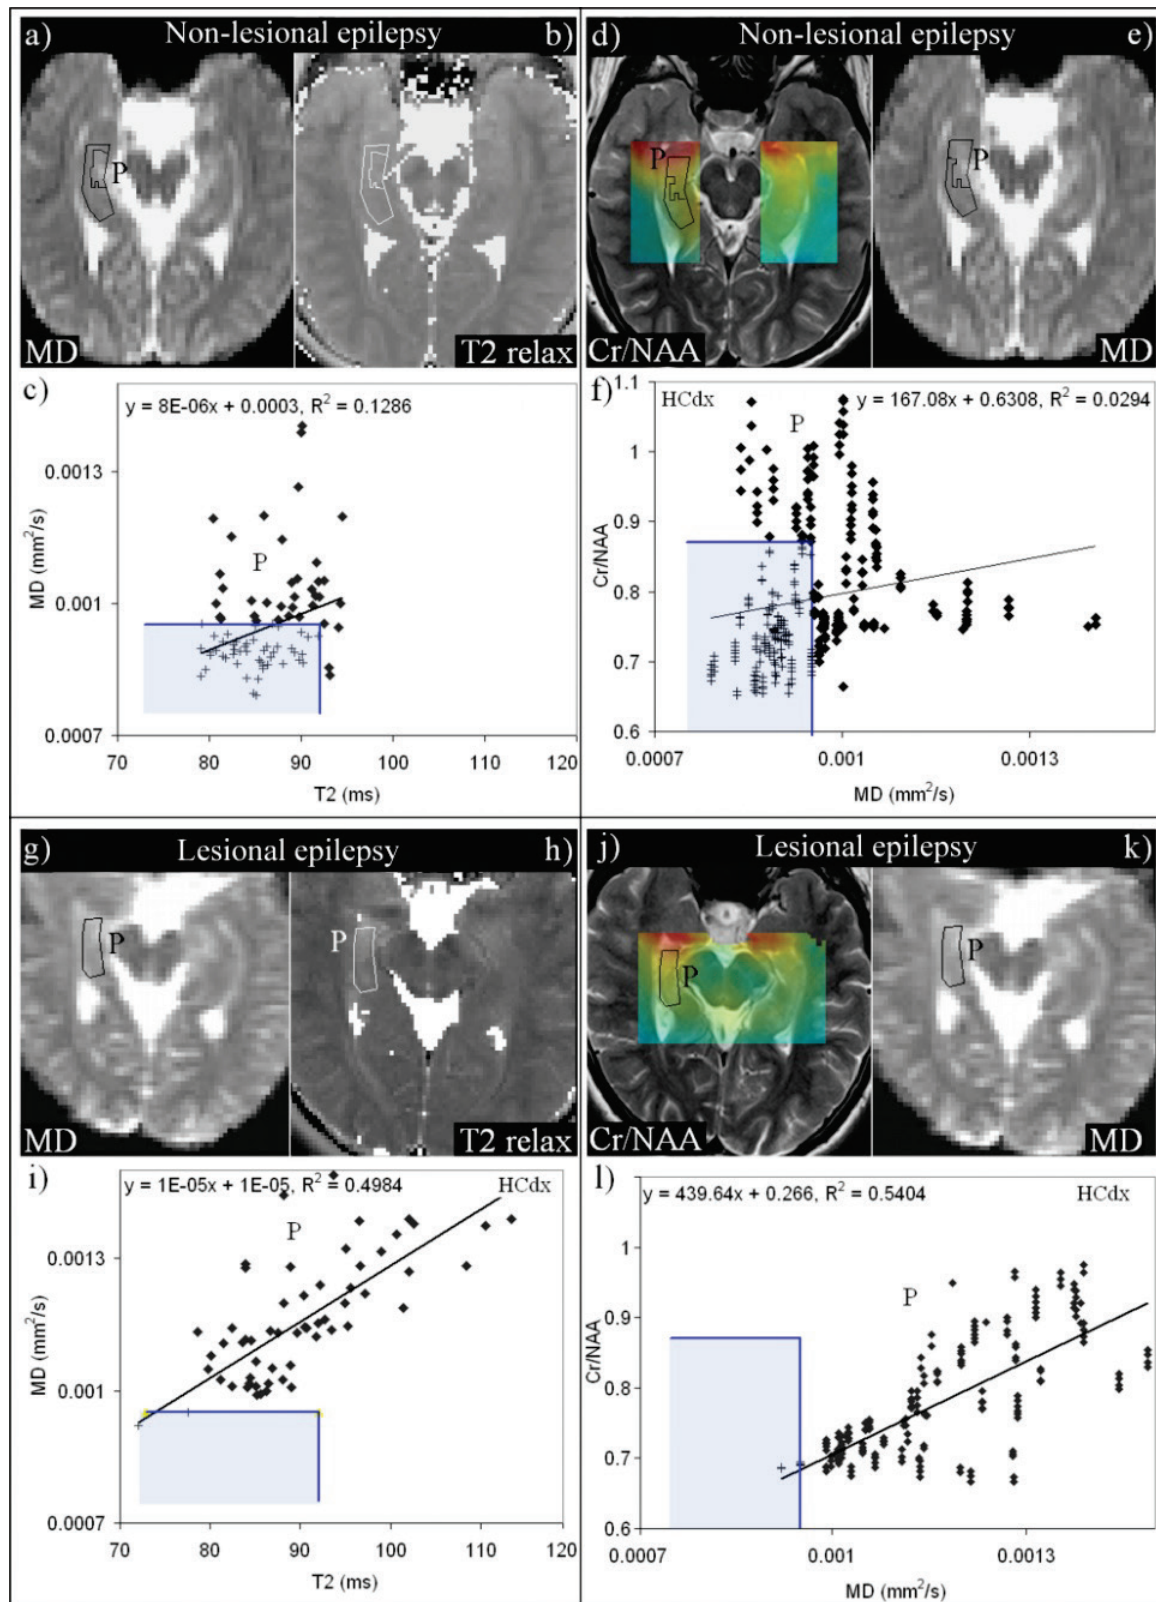 a) Non-lesional epilepsy b)
P
MD
T2 relax
d) Non-lesional epilepsy e)
P
P
Cr/NAA
MD
c)
y = 8E-06x + 0.0003, R² = 0.1286
P
MD (mm²/s)
0.0013
0.001
0.0007
70 80 90 100 110 120
T2 (ms)
f)
HCdx
y = 167.08x + 0.6308, R² = 0.0294
P
Cr/NAA
1.1
1
0.9
0.8
0.7
0.6
0.0007 0.001 0.0013
MD (mm²/s)
g) Lesional epilepsy h)
P
P
MD
T2 relax
j) Lesional epilepsy k)
P
P
Cr/NAA
MD
i)
y = 1E-05x + 1E-05, R² = 0.4984
HCdx
P
MD (mm²/s)
0.0013
0.001
0.0007
70 80 90 100 110 120
T2 (ms)
l)
y = 439.64x + 0.266, R² = 0.5404
HCdx
P
Cr/NAA
1
0.9
0.8
0.7
0.6
0.0007 0.001 0.0013
MD (mm²/s)